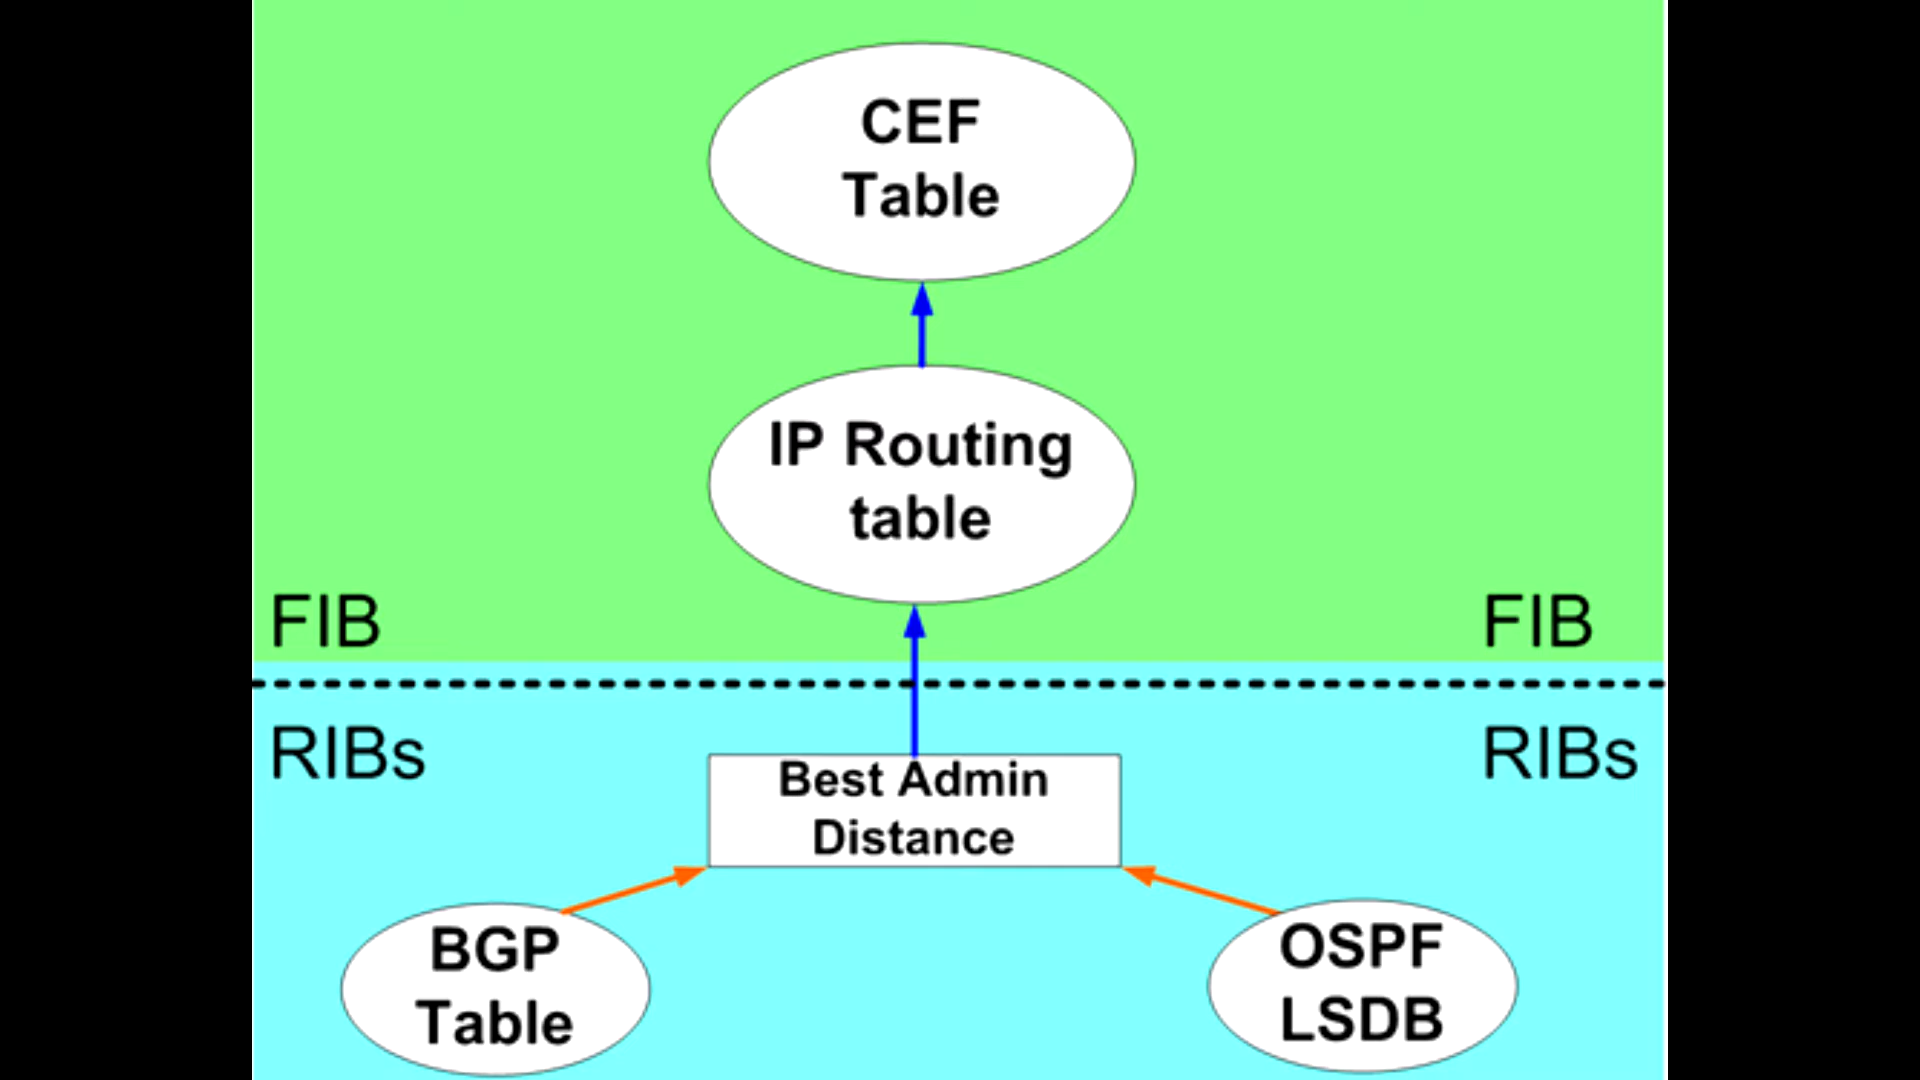 CEF
Table
IP Routing
table
FIB
FIB
RIBs
RIBs
Best Admin
Distance
BGP
Table
OSPF
LSDB